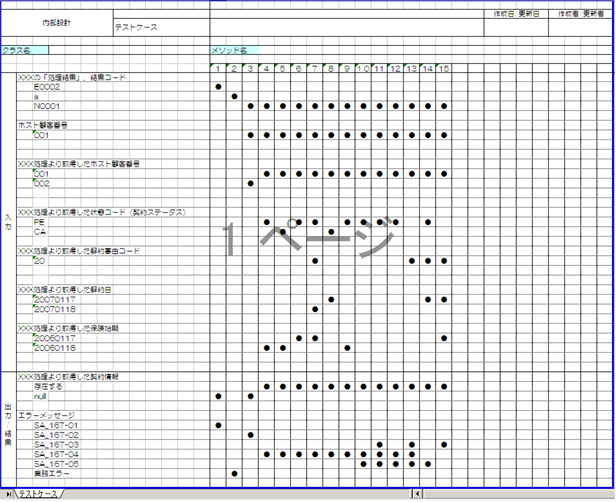 内部設計
テストケース
作成日/更新日
作成者/更新者
クラス名
メソッド名
1 2 3 4 5 6 7 8 9 10 11 12 13 14 15
入力
XXXの「処理結果」．結果コード
E0002
a
N0001
ホスト顧客番号
001
XXX処理より取得したホスト顧客番号
001
002
XXX処理より取得した状態コード（契約ステータス）
PE
CA
XXX処理より取得した解約事由コード
20
XXX処理より取得した解約日
20070117
20070118
XXX処理より取得した保険始期
20060117
20060118
1 ページ
出力/結果
XXX処理より取得した契約情報
存在する
null
エラーメッセージ
SA_167-01
SA_167-02
SA_167-03
SA_167-04
SA_167-05
業務エラー
テストケース